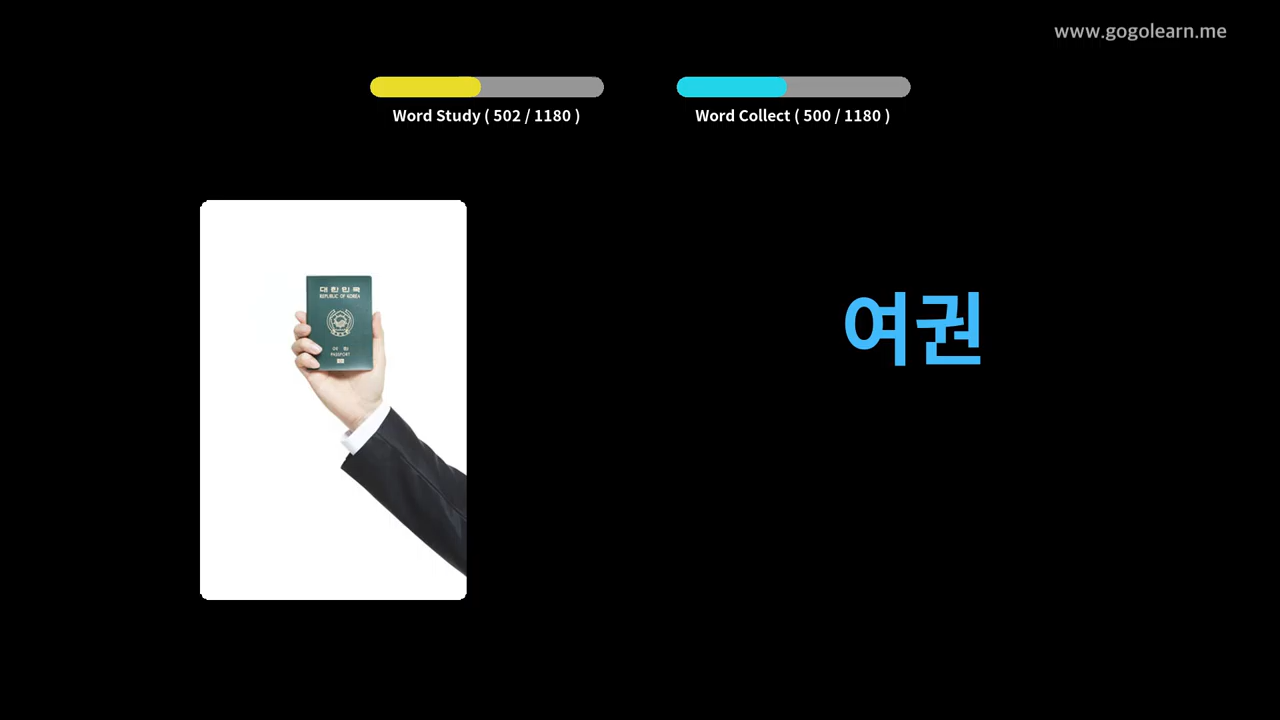 www.gogolearn.me
Word Study ( 502 / 1180 )
Word Collect ( 500 / 1180 )
대한민국
REPUBLIC OF KOREA
여권
PASSPORT
여권